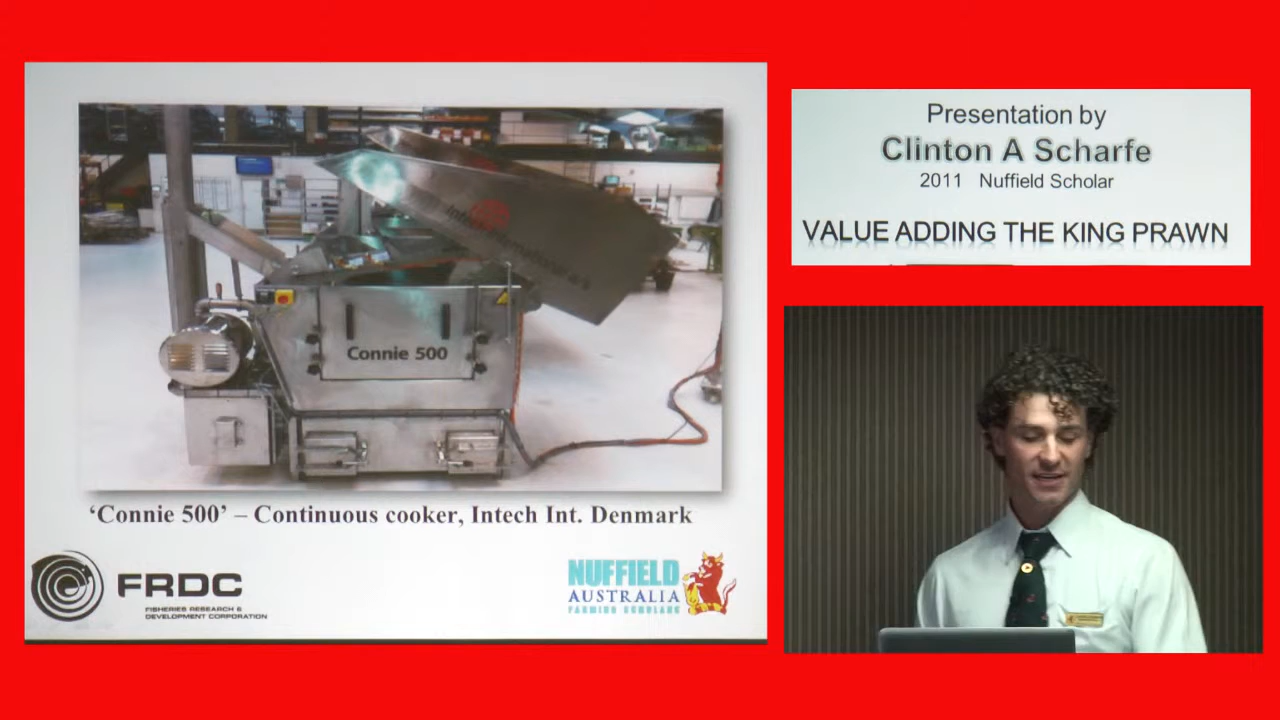 Connie 500
‘Connie 500’ – Continuous cooker, Intech Int. Denmark
FRDC
FISHERIES RESEARCH &
DEVELOPMENT CORPORATION
NUFFIELD
AUSTRALIA
FARMING SCHOLARS
Presentation by
Clinton A Scharfe
2011 Nuffield Scholar
VALUE ADDING THE KING PRAWN